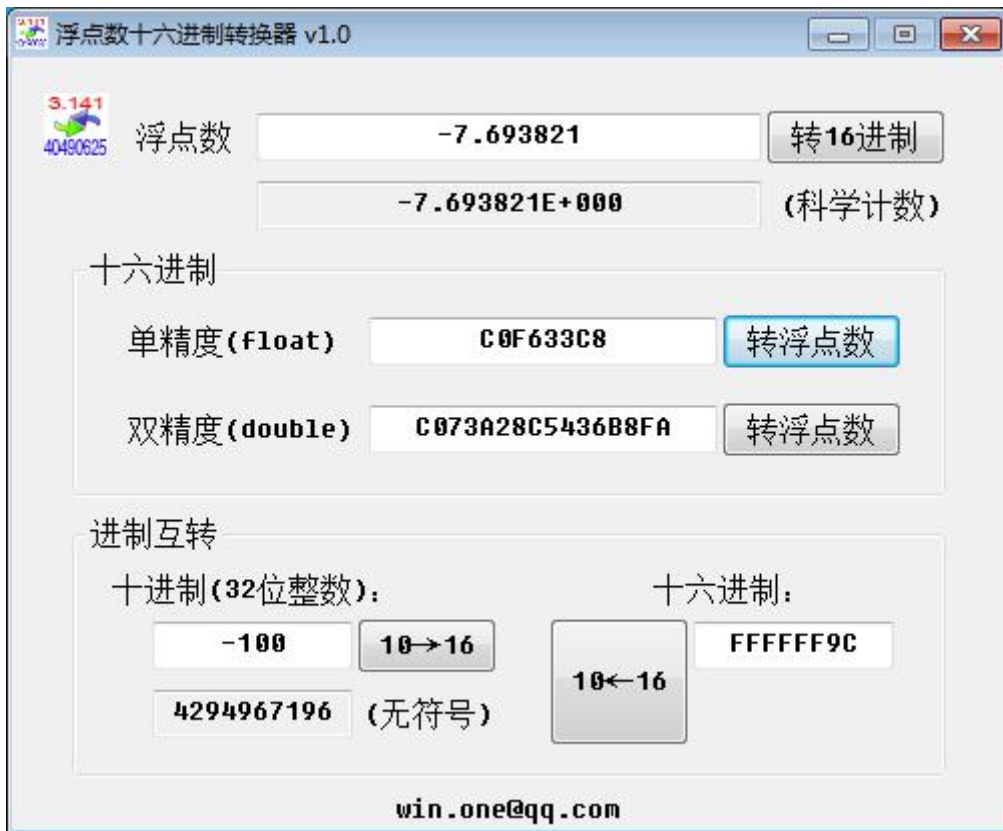 浮点数十六进制转换器 v1.0
3.141
40490625
浮点数 -7.693821 转16进制
-7.693821E+000 (科学计数)
十六进制
单精度(float) C0F633C8 转浮点数
双精度(double) C073A28C5436B8FA 转浮点数
进制互转
十进制(32位整数): 十六进制:
-100 10→16 10←16 FFFFFF9C
4294967196 (无符号)
win.one@qq.com